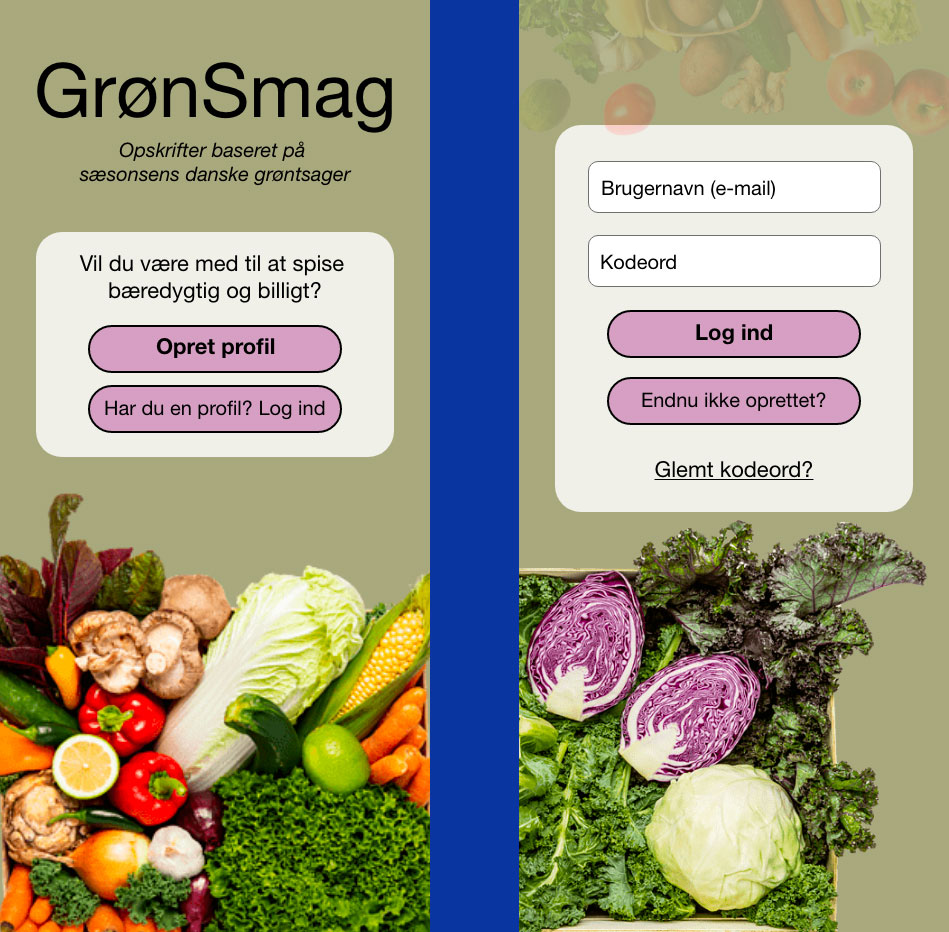 GrønSmag
Opskrifter baseret på
sæsonsens danske grøntsager
Vil du være med til at spise
bæredygtig og billigt?
Opret profil
Har du en profil? Log ind
Brugernavn (e-mail)
Kodeord
Log ind
Endnu ikke oprettet?
Glemt kodeord?